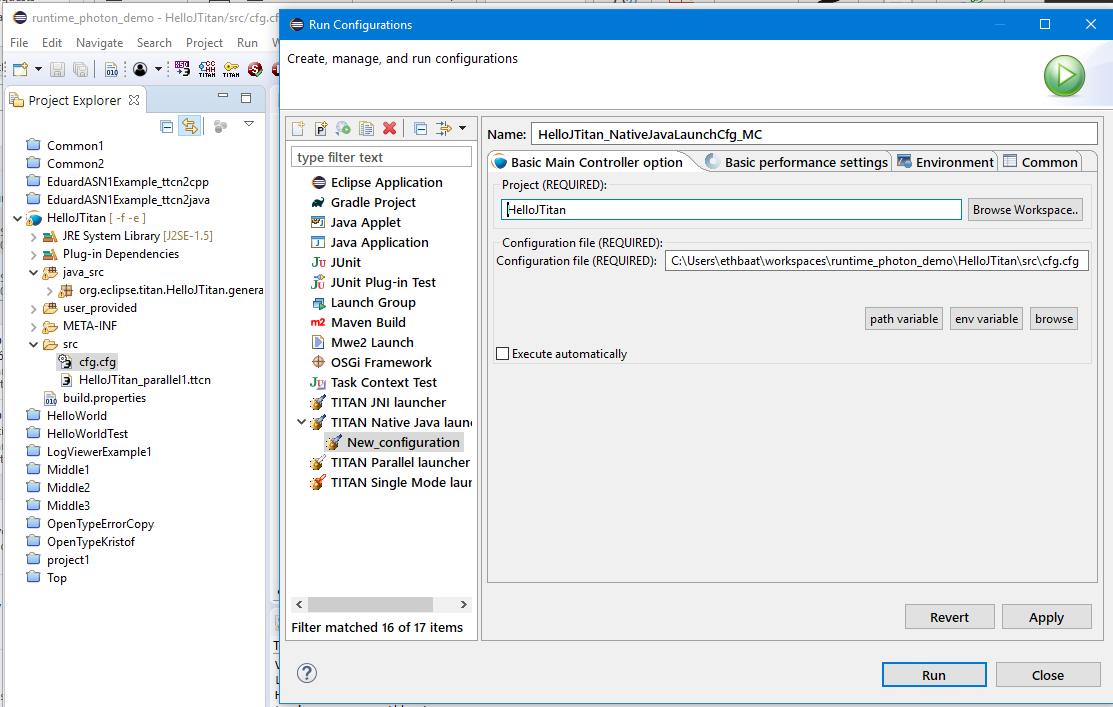 runtime_photon_demo - HelloJTitan/src/cfg.cf
File Edit Navigate Search Project Run
Project Explorer
Common1
Common2
EduardASN1Example_ttcn2cpp
EduardASN1Example_ttcn2java
HelloJTitan [ -f -e ]
JRE System Library [J2SE-1.5]
Plug-in Dependencies
java_src
org.eclipse.titan.HelloJTitan.genera
user_provided
META-INF
src
cfg.cfg
HelloJTitan_parallel1.ttcn
build.properties
HelloWorld
HelloWorldTest
LogViewerExample1
Middle1
Middle2
Middle3
OpenTypeErrorCopy
OpenTypeKristof
project1
Top
Run Configurations
Create, manage, and run configurations
type filter text
Eclipse Application
Gradle Project
Java Applet
Java Application
JUnit
JUnit Plug-in Test
Launch Group
Maven Build
Mwe2 Launch
OSGi Framework
Task Context Test
TITAN JNI launcher
TITAN Native Java laun
New_configuration
TITAN Parallel launcher
TITAN Single Mode laur
Filter matched 16 of 17 items
Name: HelloJTitan_NativeJavaLaunchCfg_MC
Basic Main Controller option Basic performance settings Environment Common
Project (REQUIRED):
HelloJTitan Browse Workspace..
Configuration file (REQUIRED):
Configuration file (REQUIRED): C:\Users\ethbaat\workspaces\runtime_photon_demo\HelloJTitan\src\cfg.cfg
path variable env variable browse
Execute automatically
Revert Apply
Run Close